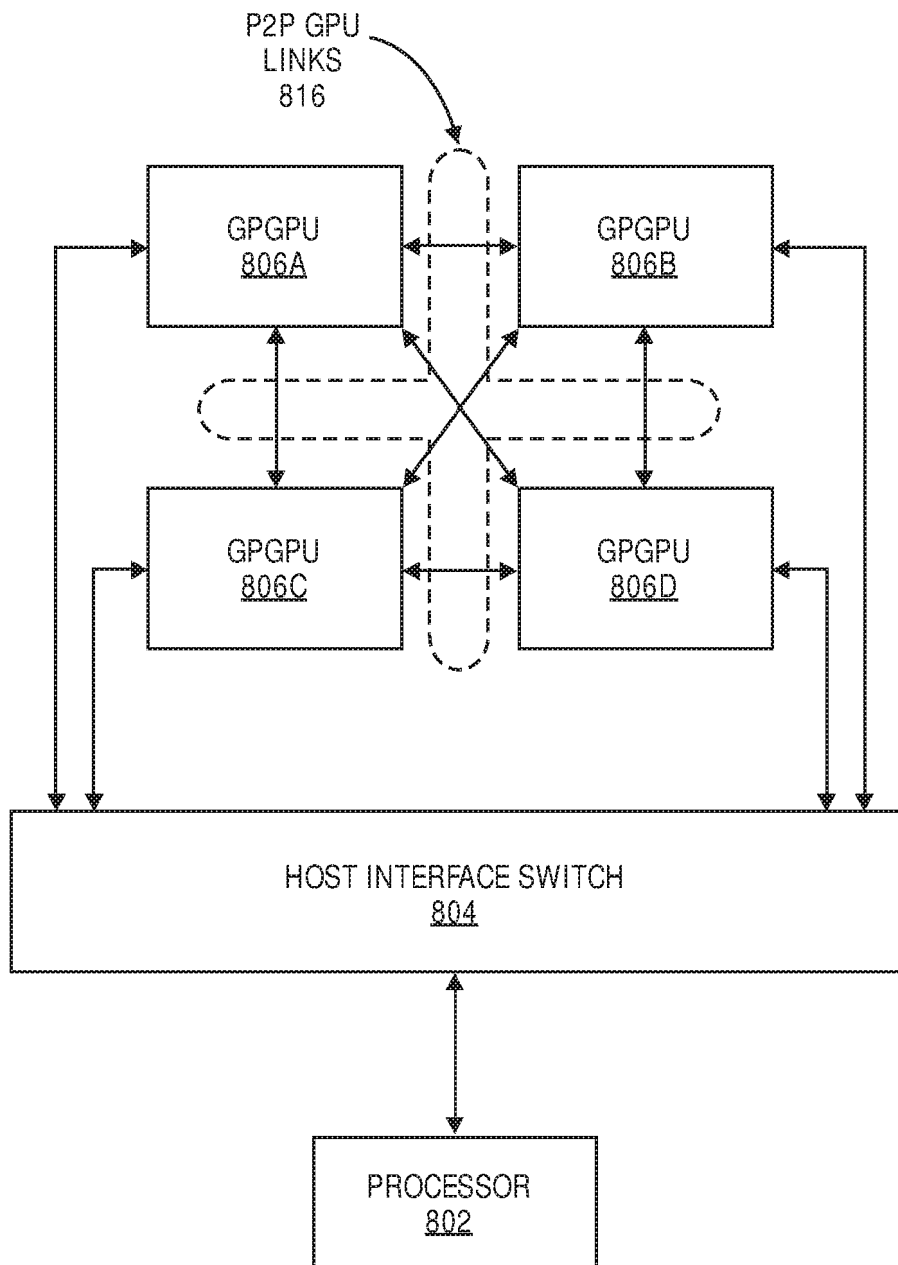 P2P GPU
LINKS
816
GPGPU
806A
GPGPU
806B
GPGPU
806C
GPGPU
806D
HOST INTERFACE SWITCH
804
PROCESSOR
802